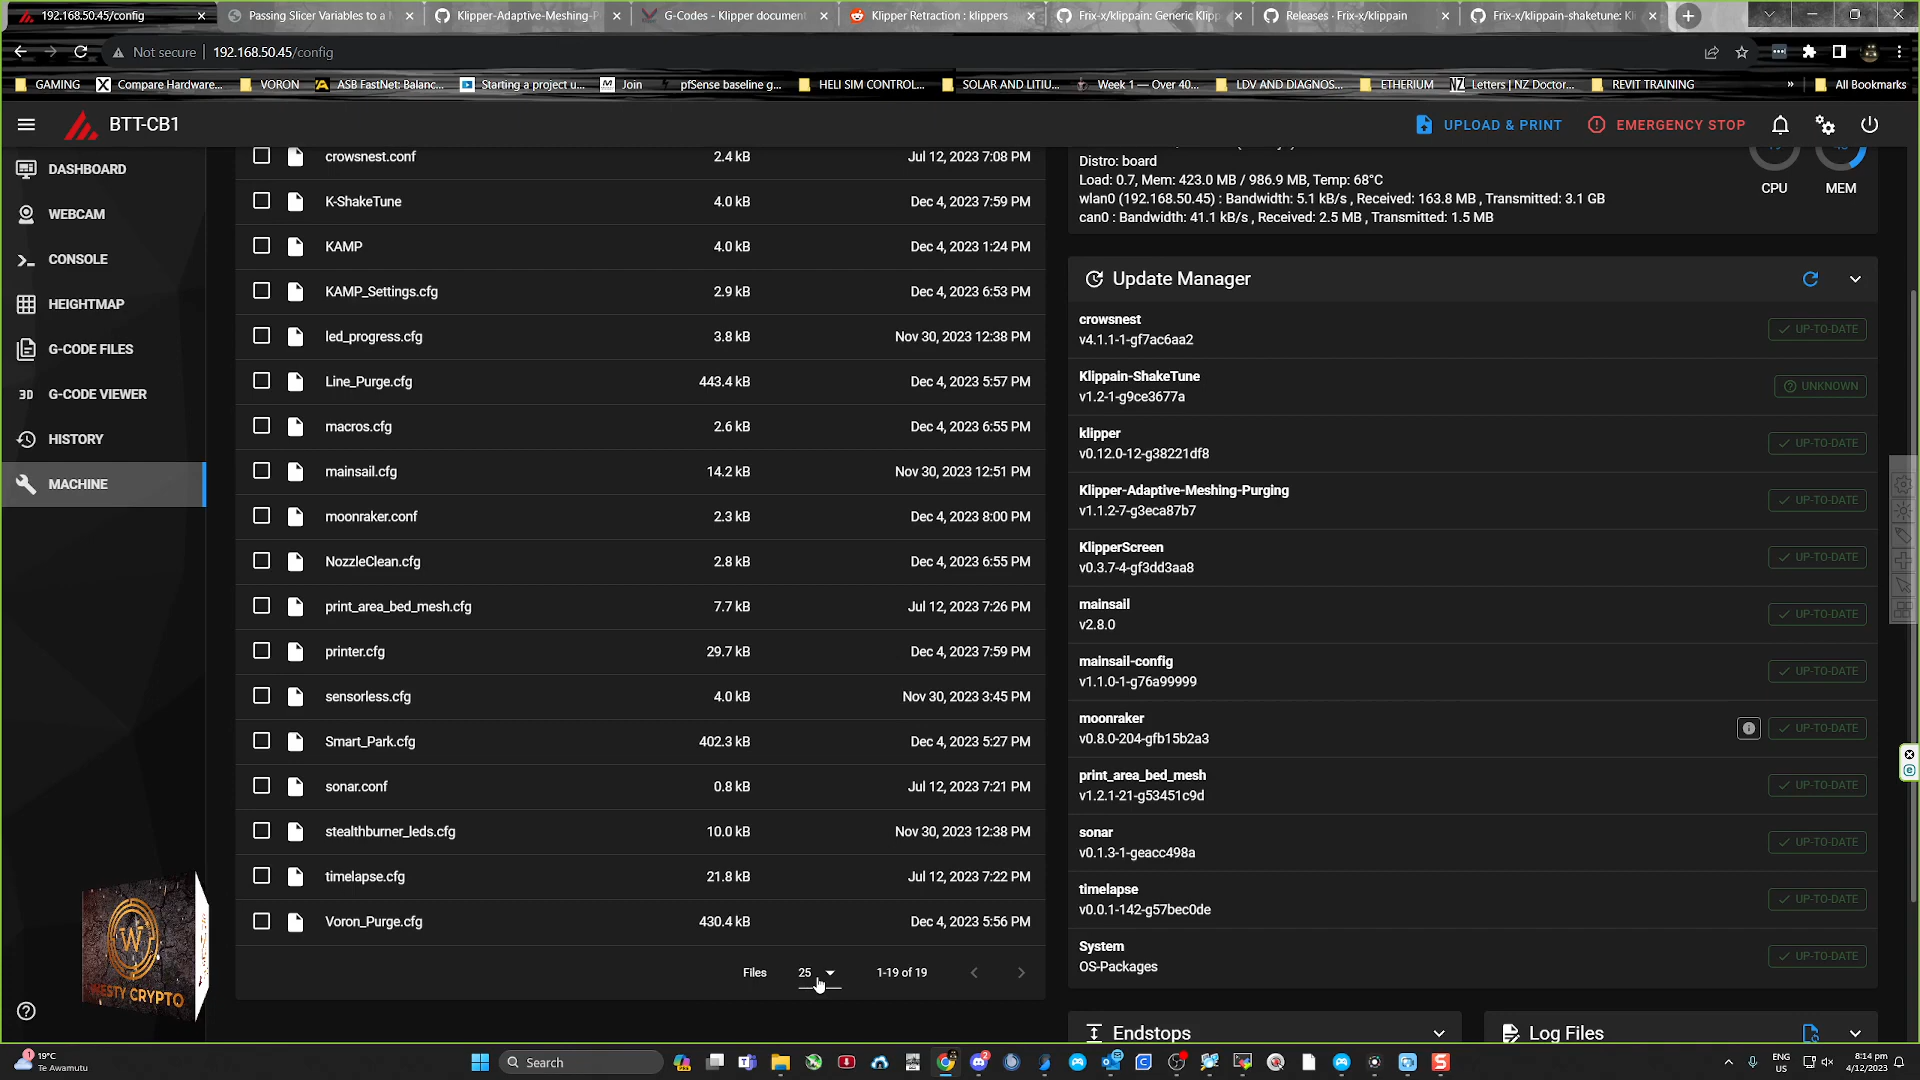 192.168.50.45/config
Passing Slicer Variables to a M
Klipper-Adaptive-Meshing-P
G-Codes - Klipper document
Klipper Retraction : klippers
Frix-x/klippain: Generic Klipp
Releases · Frix-x/klippain
Frix-x/klippain-shaketune: Kl
Not secure
192.168.50.45/config
GAMING
Compare Hardware...
VORON
ASB FastNet: Balanc...
Starting a project u...
Join
pfSense baseline g...
HELI SIM CONTROL...
SOLAR AND LITIU...
Week 1 — Over 40...
LDV AND DIAGNOS...
ETHERIUM
Letters | NZ Doctor...
REVIT TRAINING
»
All Bookmarks
BTT-CB1
UPLOAD & PRINT
EMERGENCY STOP
DASHBOARD
WEBCAM
CONSOLE
HEIGHTMAP
G-CODE FILES
3D G-CODE VIEWER
HISTORY
MACHINE
crowsnest.conf 2.4 kB Jul 12, 2023 7:08 PM
K-ShakeTune 4.0 kB Dec 4, 2023 7:59 PM
KAMP 4.0 kB Dec 4, 2023 1:24 PM
KAMP_Settings.cfg 2.9 kB Dec 4, 2023 6:53 PM
led_progress.cfg 3.8 kB Nov 30, 2023 12:38 PM
Line_Purge.cfg 443.4 kB Dec 4, 2023 5:57 PM
macros.cfg 2.6 kB Dec 4, 2023 6:55 PM
mainsail.cfg 14.2 kB Nov 30, 2023 12:51 PM
moonraker.conf 2.3 kB Dec 4, 2023 8:00 PM
NozzleClean.cfg 2.8 kB Dec 4, 2023 6:55 PM
print_area_bed_mesh.cfg 7.7 kB Jul 12, 2023 7:26 PM
printer.cfg 29.7 kB Dec 4, 2023 7:59 PM
sensorless.cfg 4.0 kB Nov 30, 2023 3:45 PM
Smart_Park.cfg 402.3 kB Dec 4, 2023 5:27 PM
sonar.conf 0.8 kB Jul 12, 2023 7:21 PM
stealthburner_leds.cfg 10.0 kB Nov 30, 2023 12:38 PM
timelapse.cfg 21.8 kB Jul 12, 2023 7:22 PM
Voron_Purge.cfg 430.4 kB Dec 4, 2023 5:56 PM
Files 25 1-19 of 19
Distro: board
Load: 0.7, Mem: 423.0 MB / 986.9 MB, Temp: 68°C
wlan0 (192.168.50.45) : Bandwidth: 5.1 kB/s , Received: 163.8 MB , Transmitted: 3.1 GB
can0 : Bandwidth: 41.1 kB/s , Received: 2.5 MB , Transmitted: 1.5 MB
CPU
MEM
Update Manager
crowsnest
v4.1.1-1-gf7ac6aa2
UP-TO-DATE
Klippain-ShakeTune
v1.2-1-g9ce3677a
UNKNOWN
klipper
v0.12.0-12-g38221df8
UP-TO-DATE
Klipper-Adaptive-Meshing-Purging
v1.1.2-7-g3eca87b7
UP-TO-DATE
KlipperScreen
v0.3.7-4-gf3dd3aa8
UP-TO-DATE
mainsail
v2.8.0
UP-TO-DATE
mainsail-config
v1.1.0-1-g76a99999
UP-TO-DATE
moonraker
v0.8.0-204-gfb15b2a3
UP-TO-DATE
print_area_bed_mesh
v1.2.1-21-g53451c9d
UP-TO-DATE
sonar
v0.1.3-1-geacc498a
UP-TO-DATE
timelapse
v0.0.1-142-g57bec0de
UP-TO-DATE
System
OS-Packages
UP-TO-DATE
Endstops
Log Files
W
WESTY CRYPTO
19°C
Te Awamutu
Search
ENG
US
8:14 pm
4/12/2023